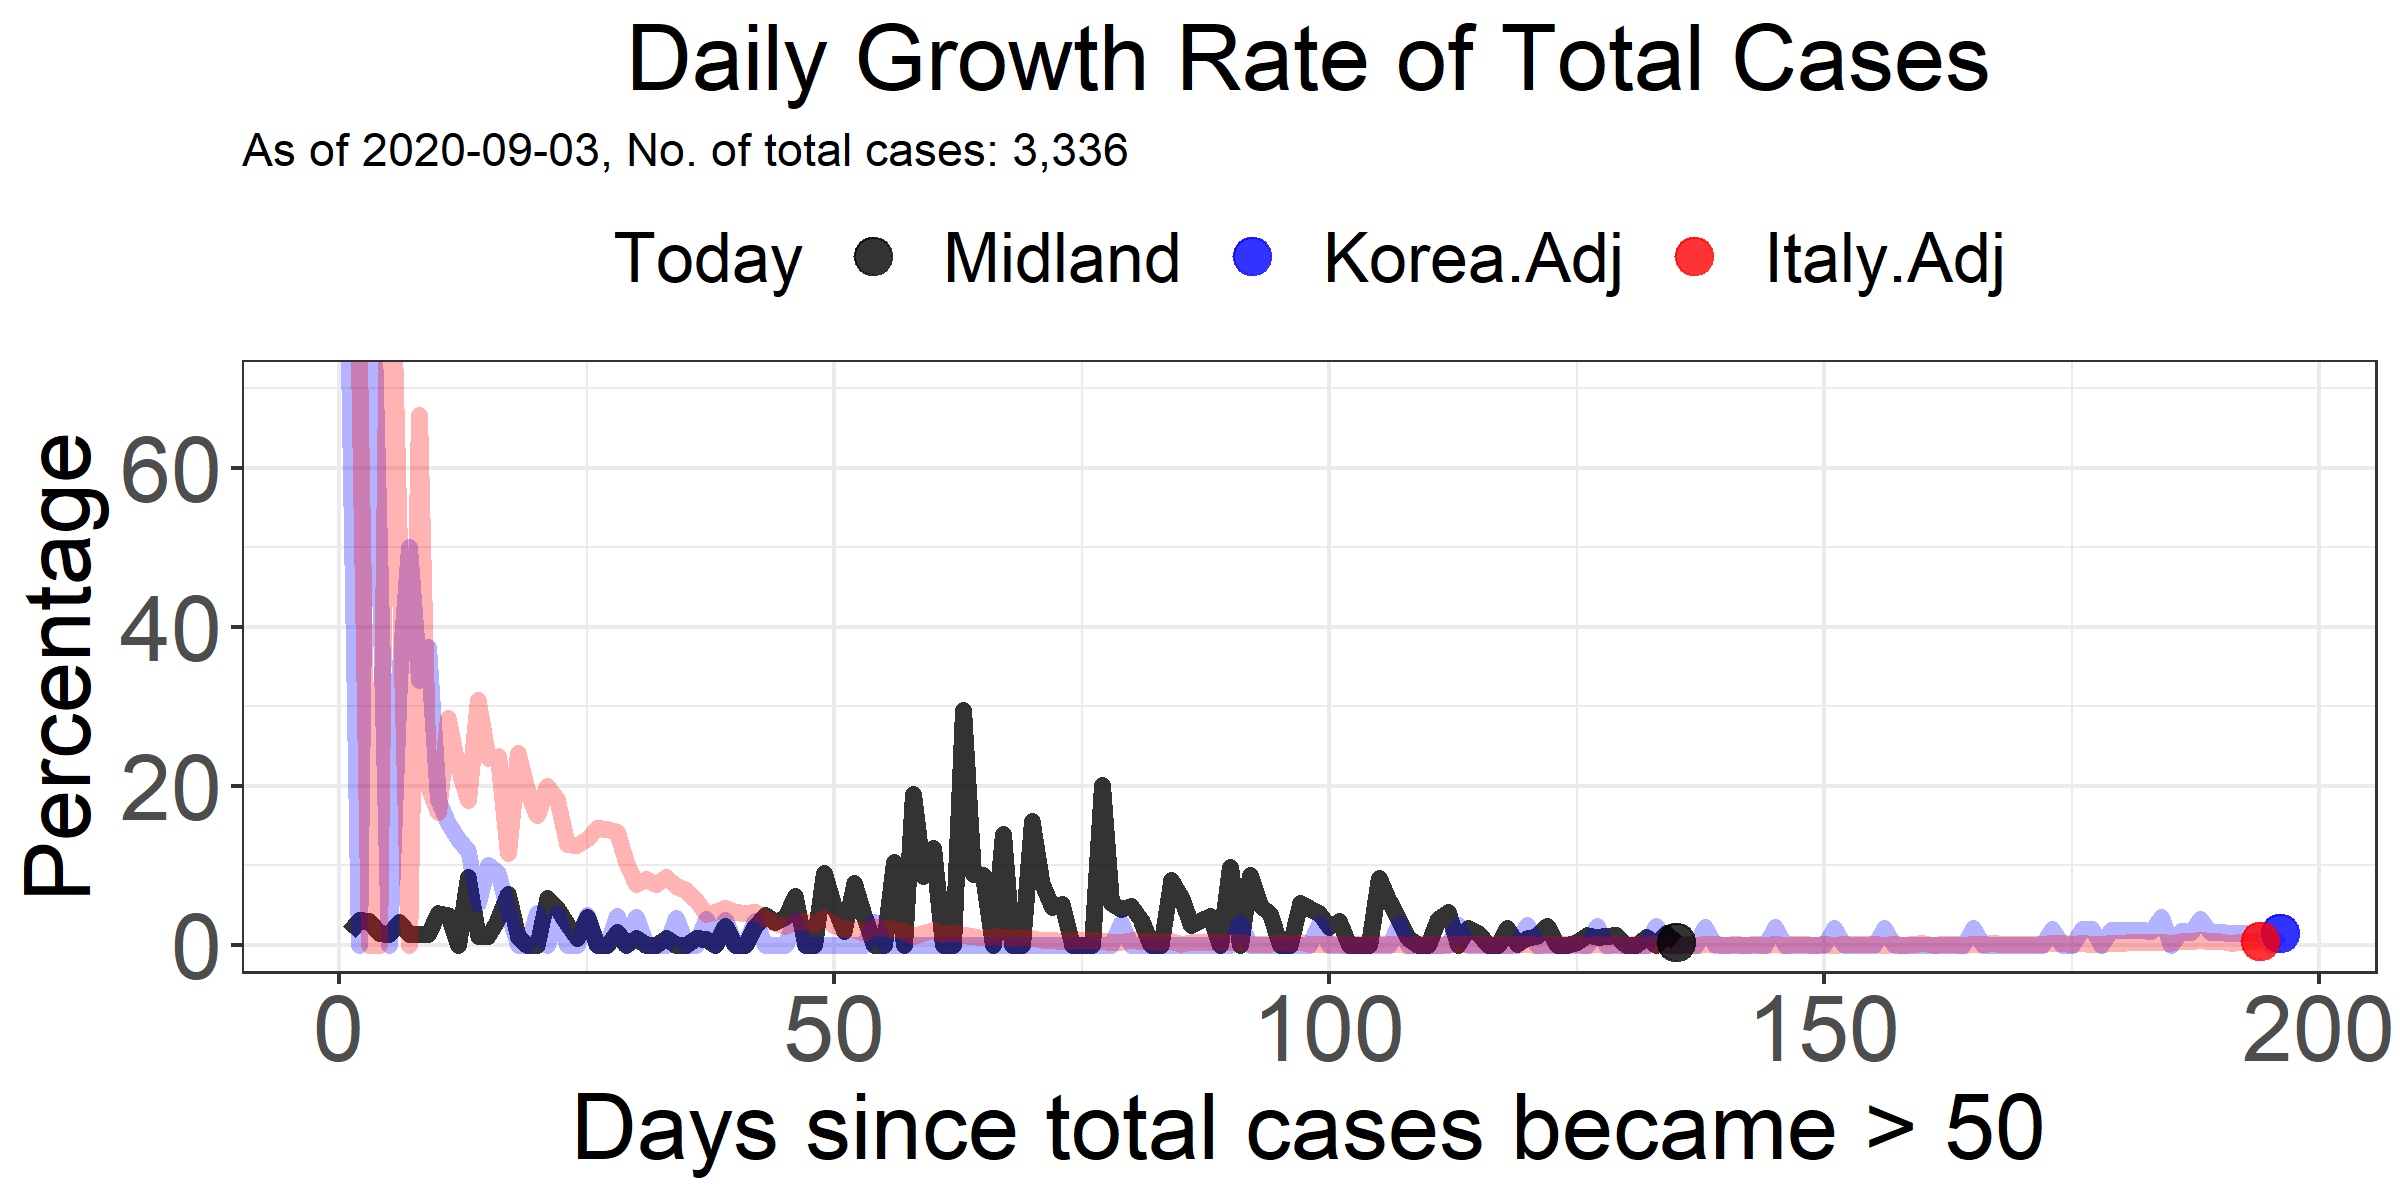 Daily Growth Rate of Total Cases
As of 2020-09-03, No. of total cases: 3,336
Today Midland Korea.Adj Italy.Adj
Percentage
60
40
20
0
0 50 100 150 200
Days since total cases became > 50